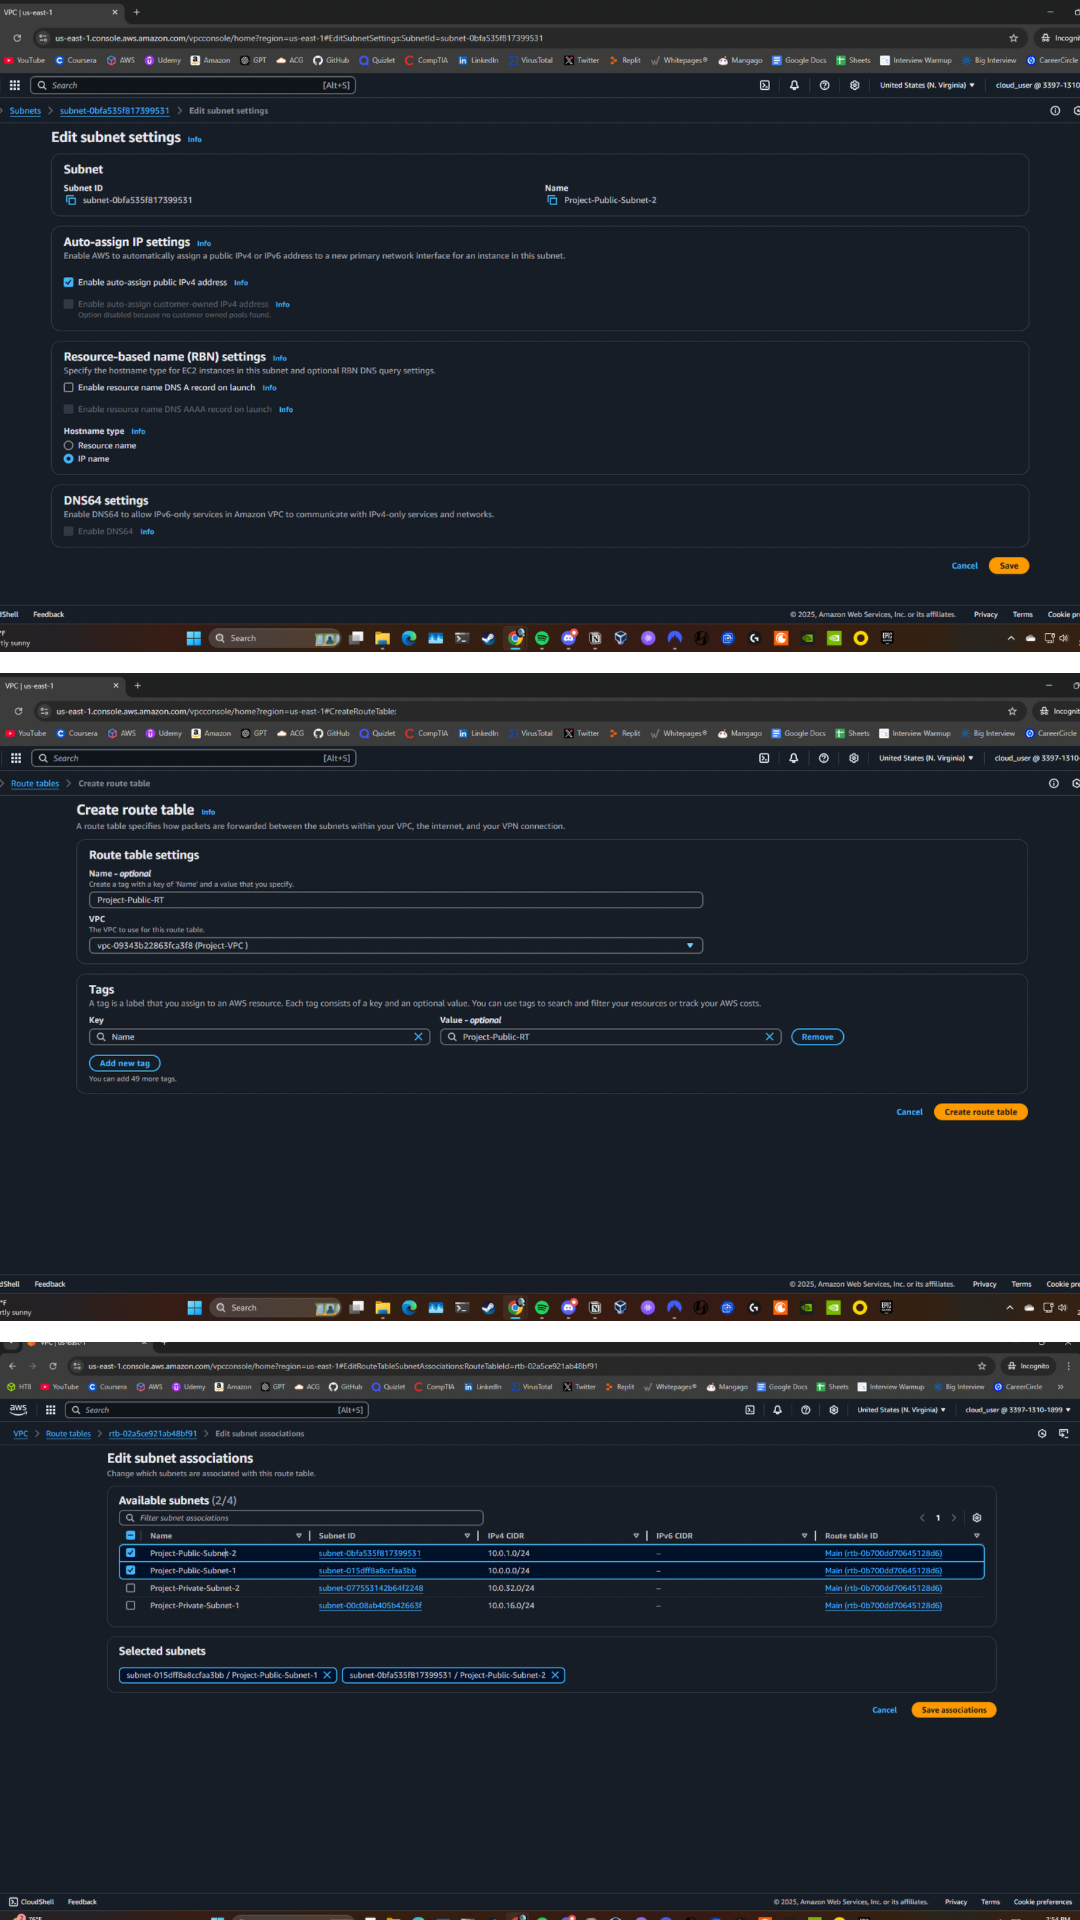 VPC | us-east-1
us-east-1.console.aws.amazon.com/vpcconsole/home?region=us-east-1#EditSubnetSettings:SubnetId=subnet-0bfa535f817399531
Incogni
YouTube Coursera AWS Udemy Amazon GPT ACG GitHub Quizlet CompTIA LinkedIn VirusTotal Twitter Replit Whitepages® Mangago Google Docs Sheets Interview Warmup Big Interview CareerCircle
Search [Alt+S] United States (N. Virginia) cloud_user @ 3397-1310
Subnets > subnet-0bfa535f817399531 > Edit subnet settings
Edit subnet settings Info
Subnet
Subnet ID Name
subnet-0bfa535f817399531 Project-Public-Subnet-2
Auto-assign IP settings Info
Enable AWS to automatically assign a public IPv4 or IPv6 address to a new primary network interface for an instance in this subnet.
Enable auto-assign public IPv4 address Info
Enable auto-assign customer-owned IPv4 address Info
Option disabled because no customer owned pools found.
Resource-based name (RBN) settings Info
Specify the hostname type for EC2 instances in this subnet and optional RBN DNS query settings.
Enable resource name DNS A record on launch Info
Enable resource name DNS AAAA record on launch Info
Hostname type Info
Resource name
IP name
DNS64 settings
Enable DNS64 to allow IPv6-only services in Amazon VPC to communicate with IPv4-only services and networks.
Enable DNS64 Info
Cancel Save
dShell Feedback © 2025, Amazon Web Services, Inc. or its affiliates. Privacy Terms Cookie pre
°F
tly sunny
Search
VPC | us-east-1
us-east-1.console.aws.amazon.com/vpcconsole/home?region=us-east-1#CreateRouteTable:
Incogni
YouTube Coursera AWS Udemy Amazon GPT ACG GitHub Quizlet CompTIA LinkedIn VirusTotal Twitter Replit Whitepages® Mangago Google Docs Sheets Interview Warmup Big Interview CareerCircle
Search [Alt+S] United States (N. Virginia) cloud_user @ 3397-1310-
Route tables > Create route table
Create route table Info
A route table specifies how packets are forwarded between the subnets within your VPC, the internet, and your VPN connection.
Route table settings
Name - optional
Create a tag with a key of 'Name' and a value that you specify.
Project-Public-RT
VPC
The VPC to use for this route table.
vpc-09343b22863fca3f8 (Project-VPC )
Tags
A tag is a label that you assign to an AWS resource. Each tag consists of a key and an optional value. You can use tags to search and filter your resources or track your AWS costs.
Key Value - optional
Name Project-Public-RT Remove
Add new tag
You can add 49 more tags.
Cancel Create route table
dShell Feedback © 2025, Amazon Web Services, Inc. or its affiliates. Privacy Terms Cookie pre
°F
rtly sunny
Search
VPC | us-east-1
us-east-1.console.aws.amazon.com/vpcconsole/home?region=us-east-1#EditRouteTableSubnetAssociations:RouteTableId=rtb-02a5ce921ab48bf91
Incognito
HTB YouTube Coursera AWS Udemy Amazon GPT ACG GitHub Quizlet CompTIA LinkedIn VirusTotal Twitter Replit Whitepages® Mangago Google Docs Sheets Interview Warmup Big Interview CareerCircle
aws Search [Alt+S] United States (N. Virginia) cloud_user @ 3397-1310-1899
VPC > Route tables > rtb-02a5ce921ab48bf91 > Edit subnet associations
Edit subnet associations
Change which subnets are associated with this route table.
Available subnets (2/4)
Filter subnet associations 1
Name Subnet ID IPv4 CIDR IPv6 CIDR Route table ID
Project-Public-Subnet-2 subnet-0bfa535f817399531 10.0.1.0/24 – Main (rtb-0b700dd70645128d6)
Project-Public-Subnet-1 subnet-015dff8a8ccfaa3bb 10.0.0.0/24 – Main (rtb-0b700dd70645128d6)
Project-Private-Subnet-2 subnet-077553142b64f2248 10.0.32.0/24 – Main (rtb-0b700dd70645128d6)
Project-Private-Subnet-1 subnet-00c08ab405b42663f 10.0.16.0/24 – Main (rtb-0b700dd70645128d6)
Selected subnets
subnet-015dff8a8ccfaa3bb / Project-Public-Subnet-1 subnet-0bfa535f817399531 / Project-Public-Subnet-2
Cancel Save associations
CloudShell Feedback © 2025, Amazon Web Services, Inc. or its affiliates. Privacy Terms Cookie preferences
76°F